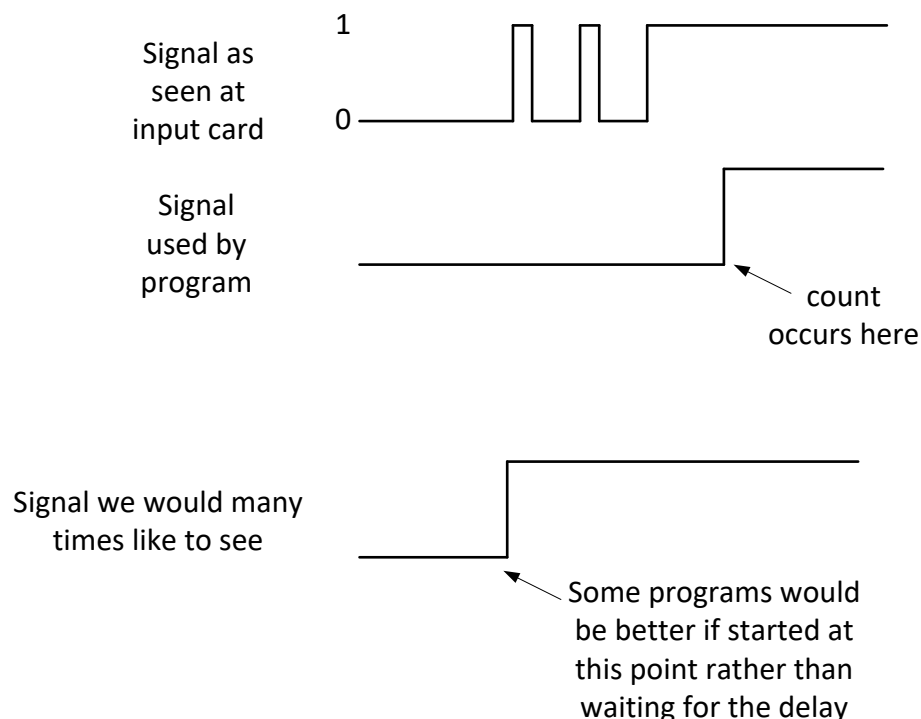 Signal as
seen at
input card
1
0
Signal
used by
program
count
occurs here
Signal we would many
times like to see
Some programs would
be better if started at
this point rather than
waiting for the delay